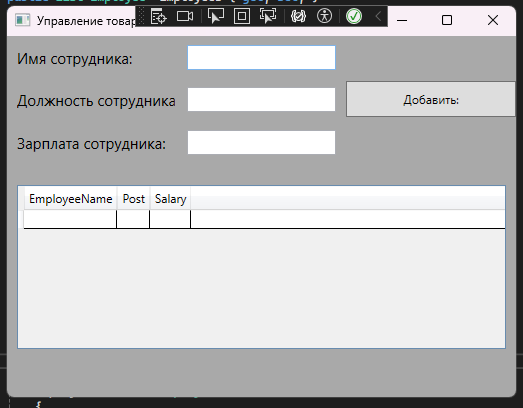 Управление товар
Имя сотрудника:
Должность сотрудника
Добавить:
Зарплата сотрудника:
EmployeeName Post Salary
{